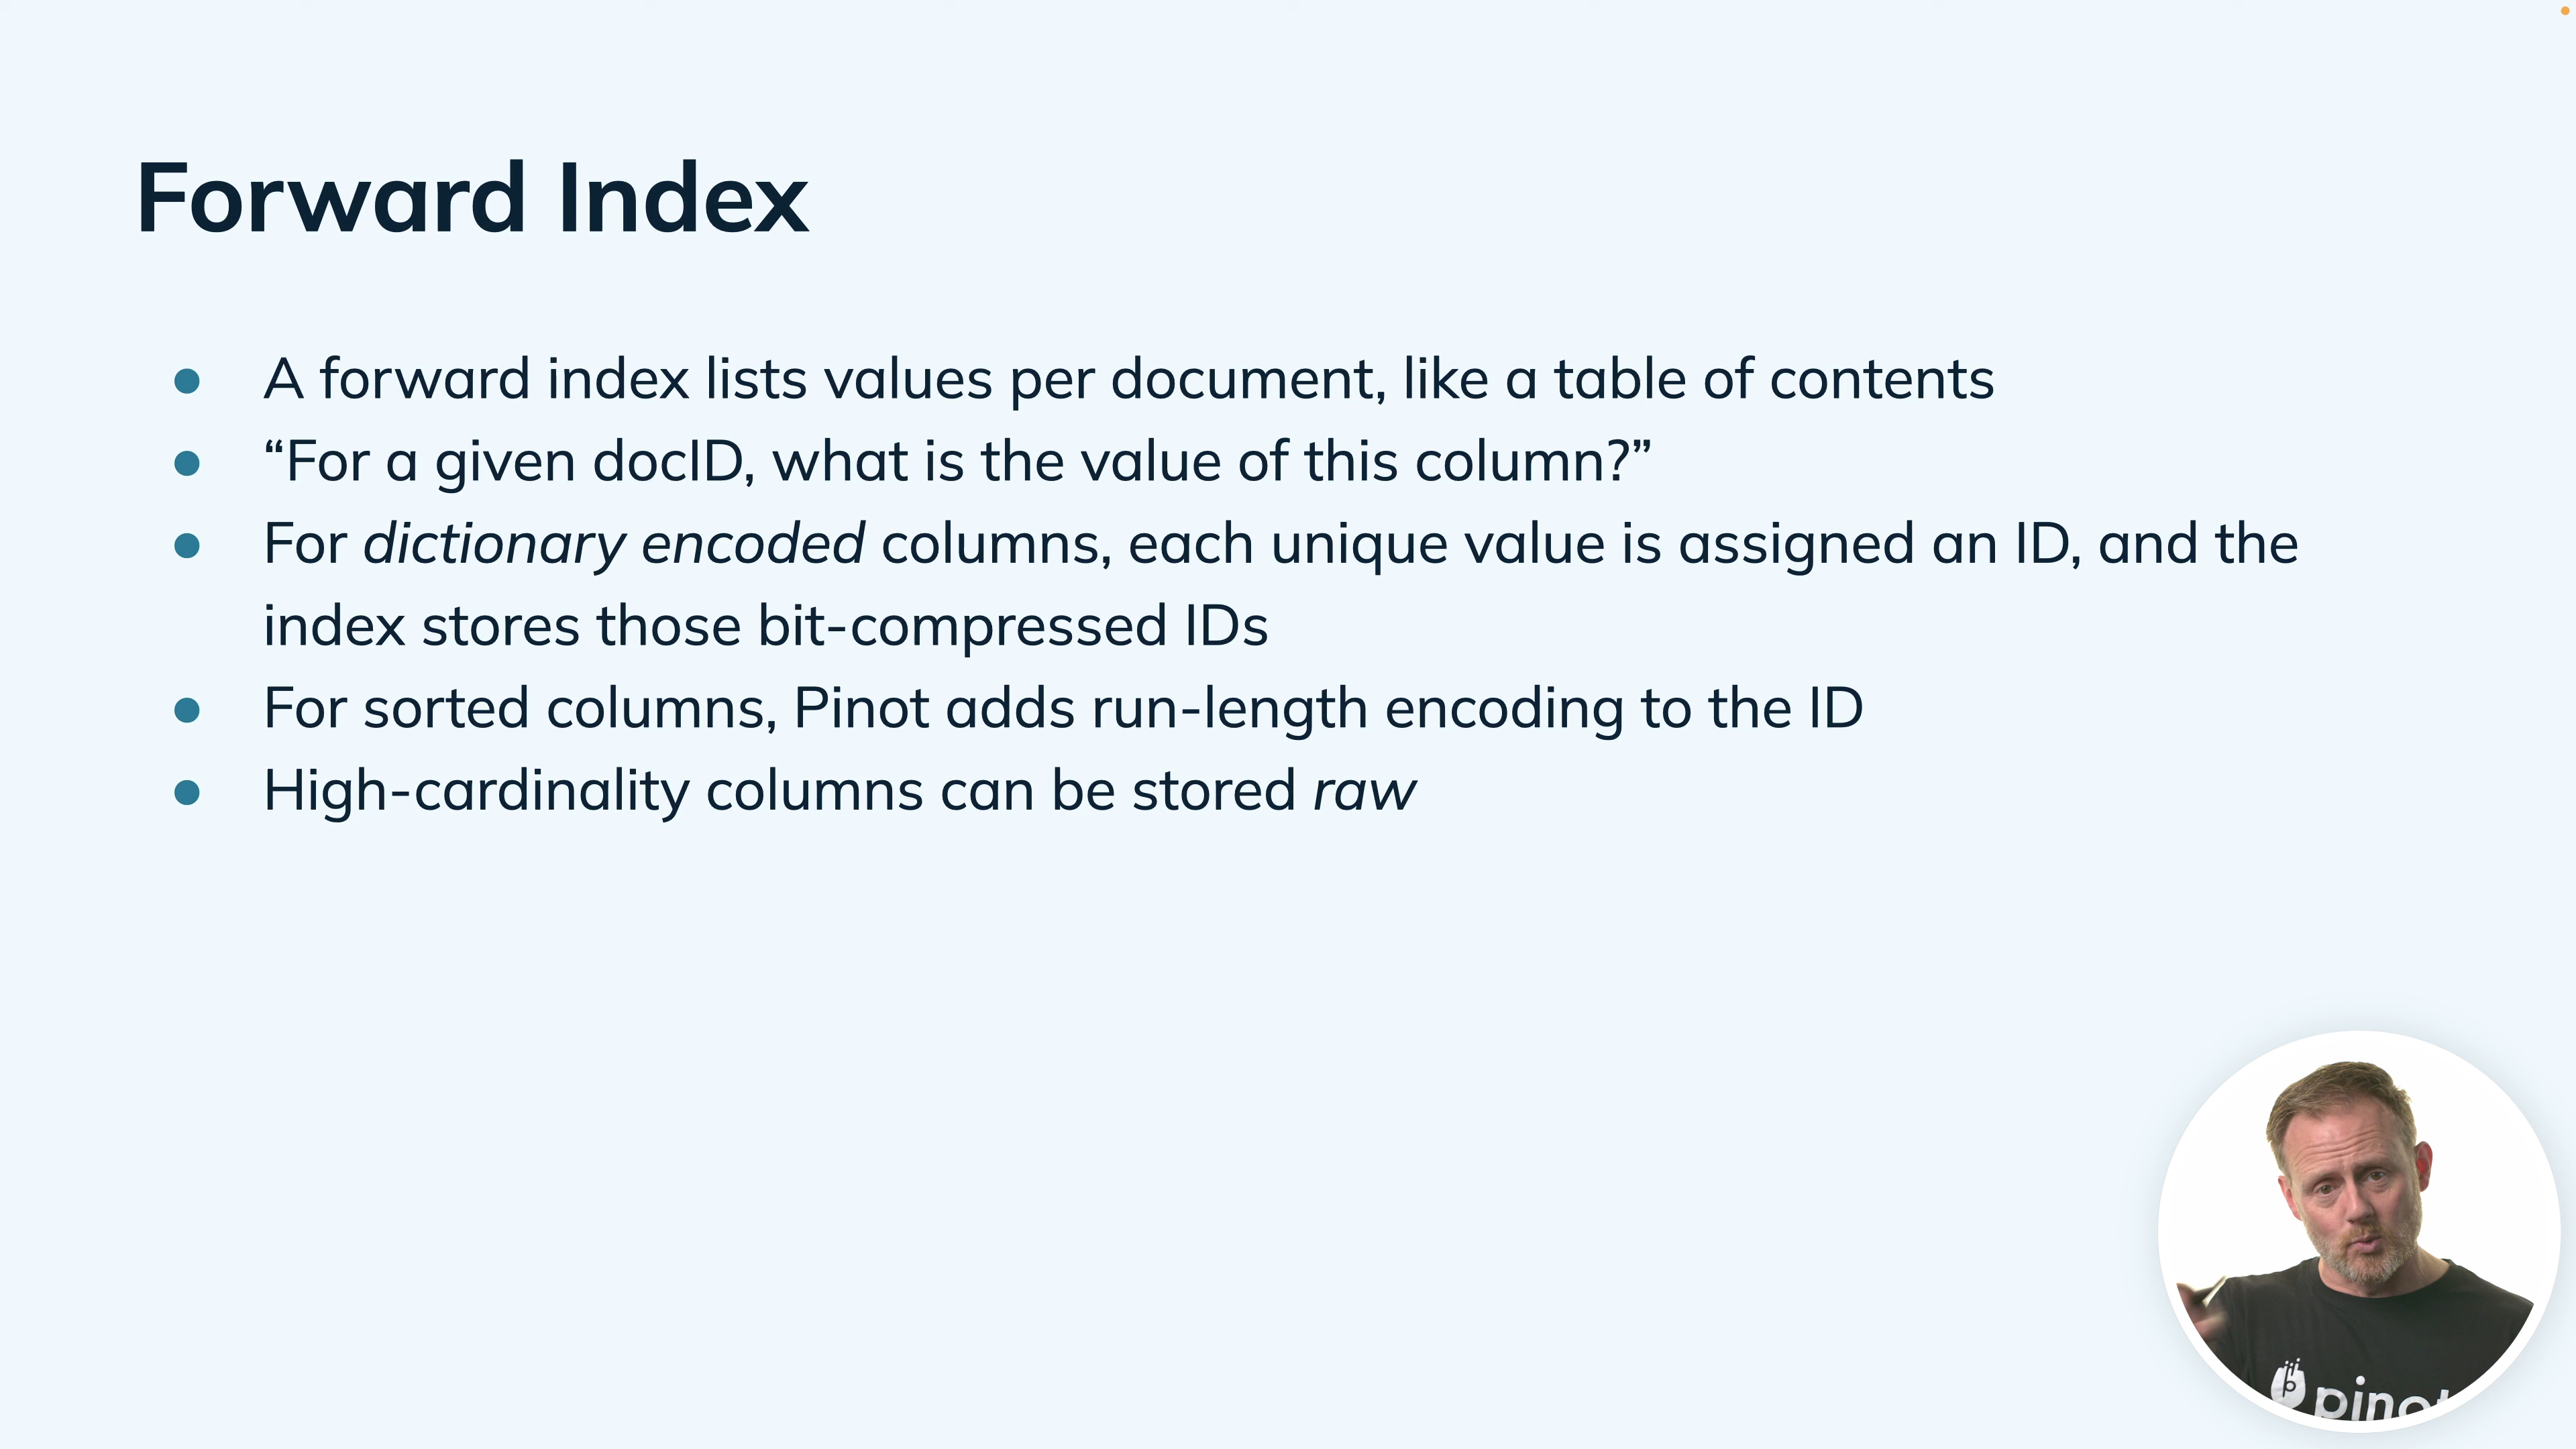 Forward Index
● A forward index lists values per document, like a table of contents
● “For a given docID, what is the value of this column?”
● For dictionary encoded columns, each unique value is assigned an ID, and the
index stores those bit-compressed IDs
● For sorted columns, Pinot adds run-length encoding to the ID
● High-cardinality columns can be stored raw
pinot